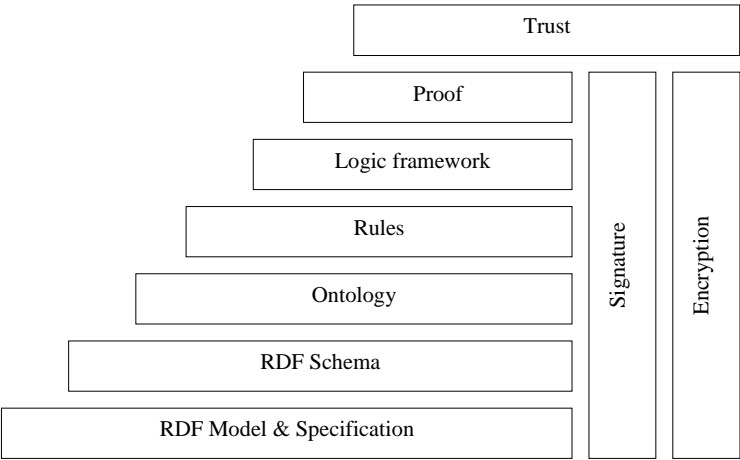 Trust
Proof
Logic framework
Rules
Ontology
RDF Schema
RDF Model & Specification
Signature
Encryption